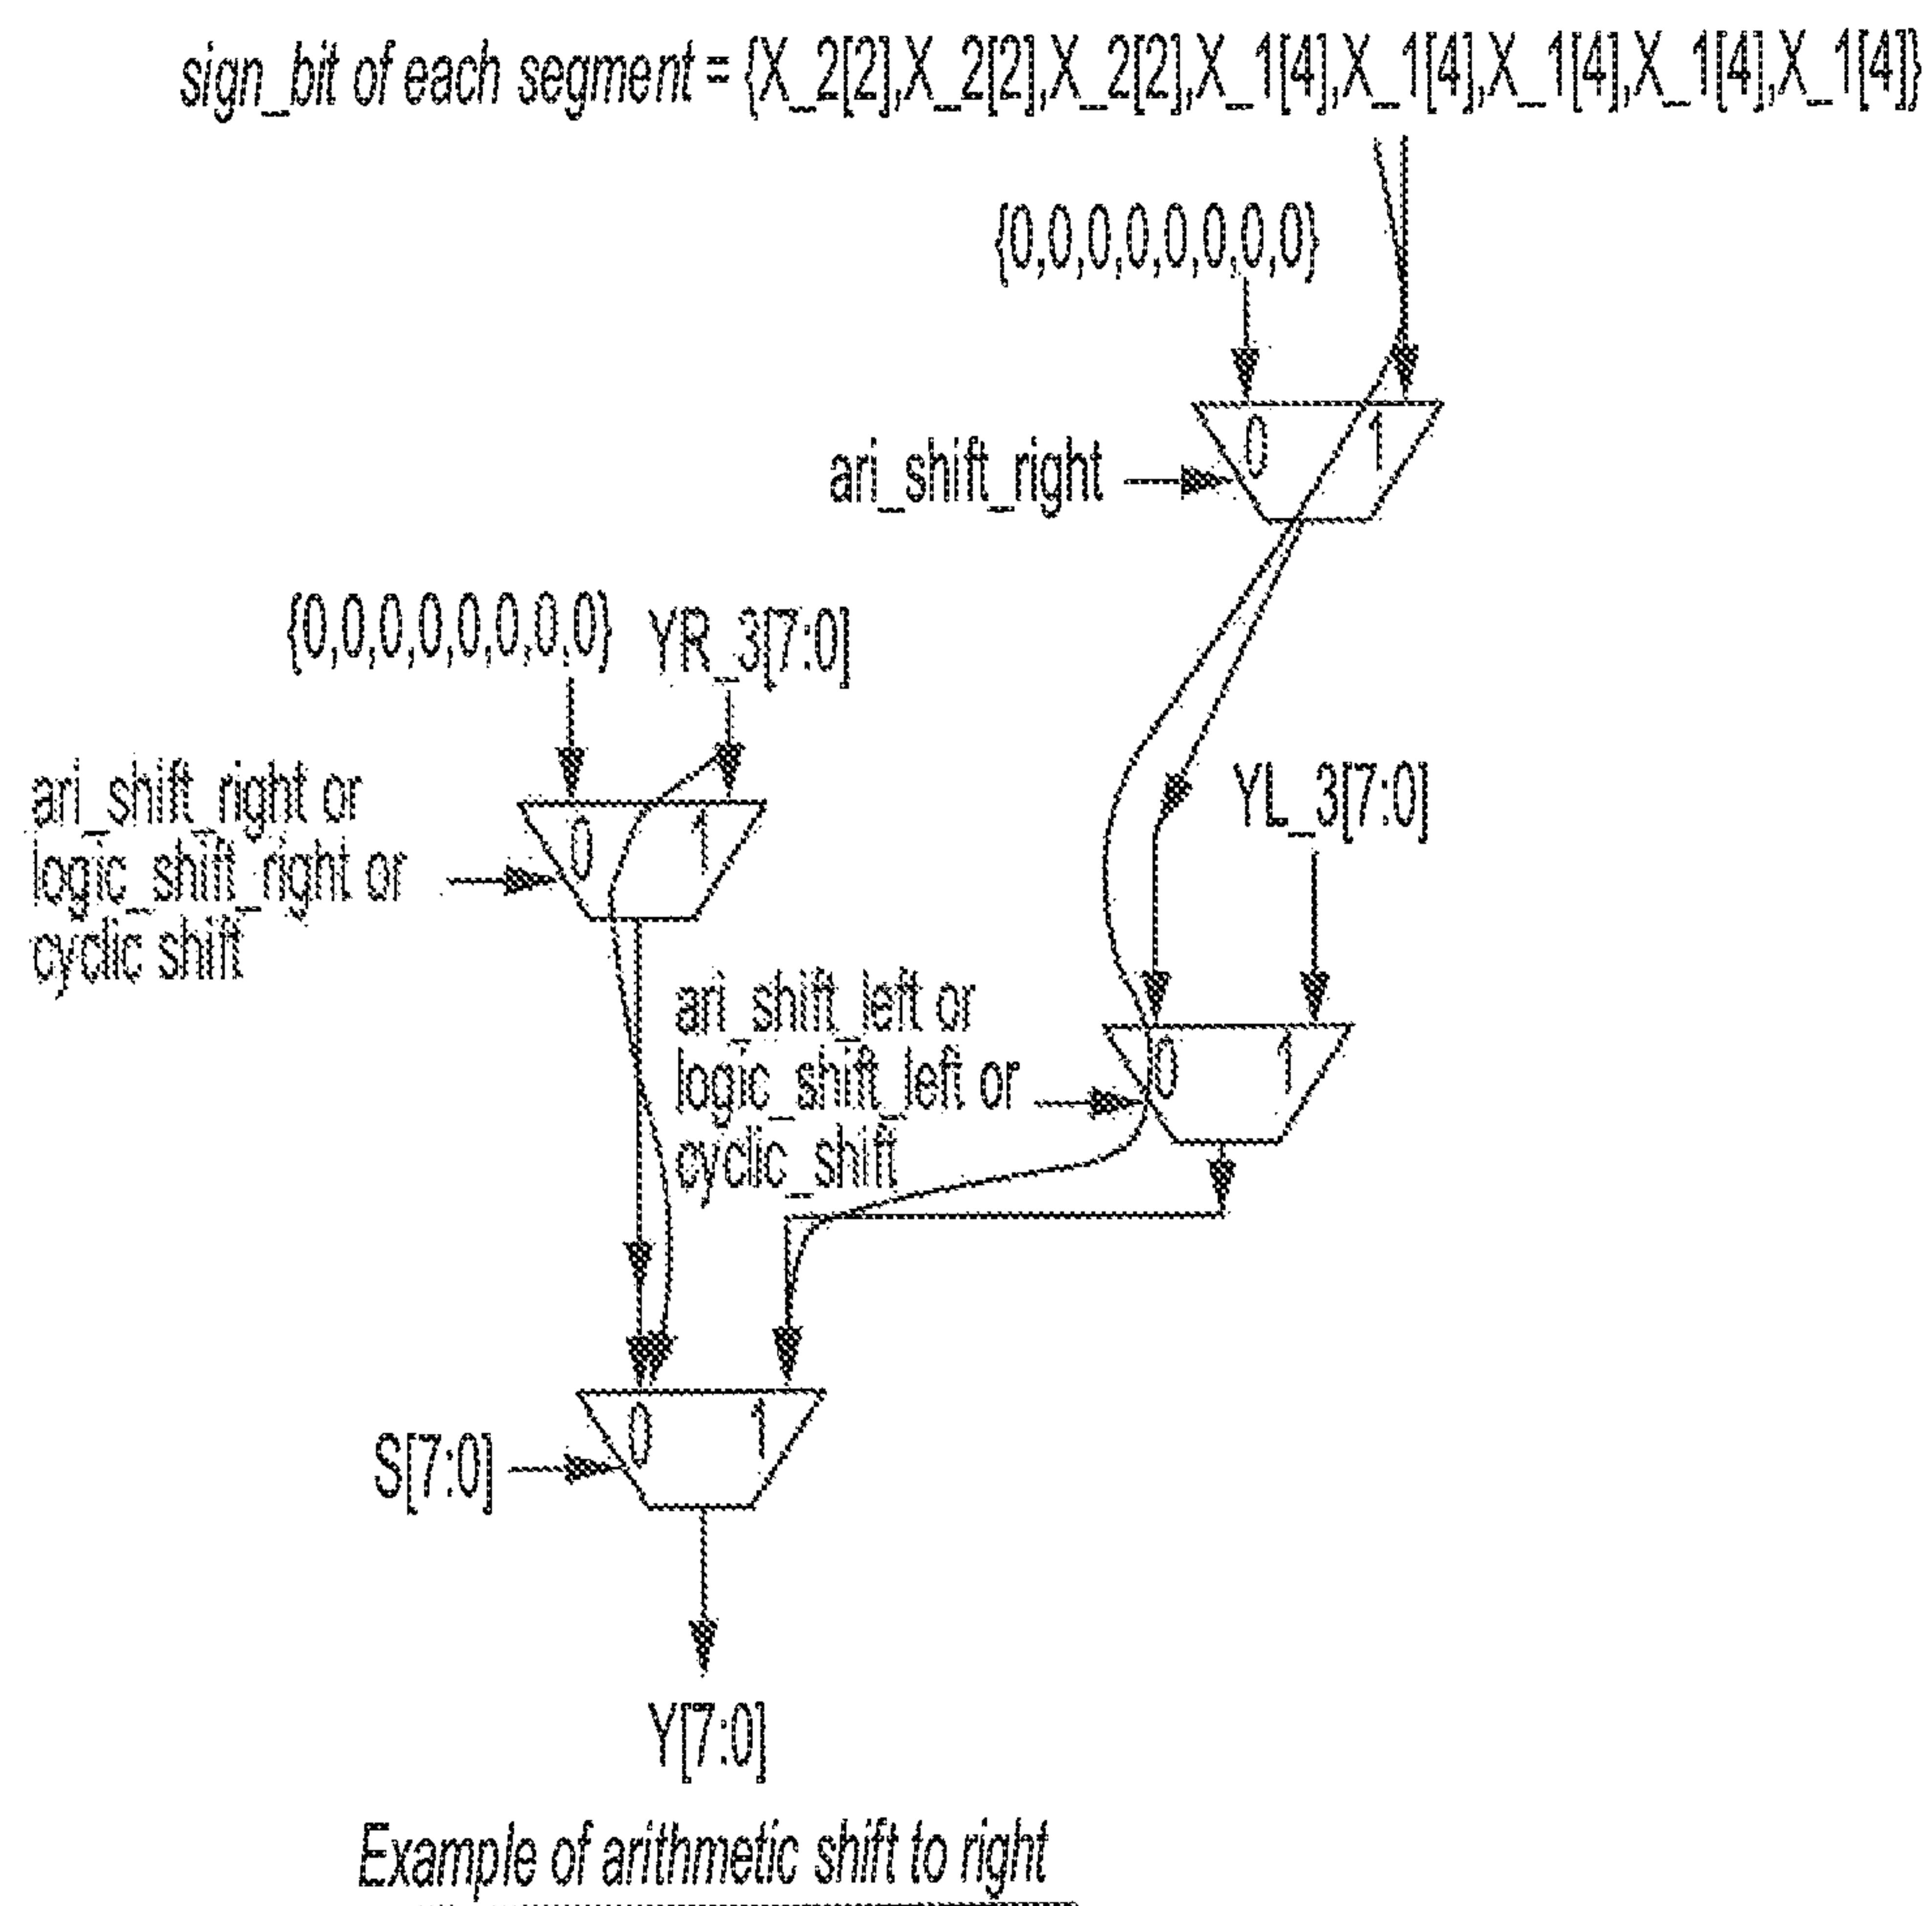 sign_bit of each segment = {X_2[2],X_2[2],X_2[2],X_1[4],X_1[4],X_1[4],X_1[4],X_1[4]}
{0,0,0,0,0,0,0,0}
0 1
ari_shift_right
{0,0,0,0,0,0,0,0} YR_3[7:0]
YL_3[7:0]
ari_shift_right or
logic_shift_right or
cyclic shift
0 1
ari_shift_left or
logic_shift_left or
cyclic_shift
0 1
0 1
S[7:0]
Y[7:0]
Example of arithmetic shift to right